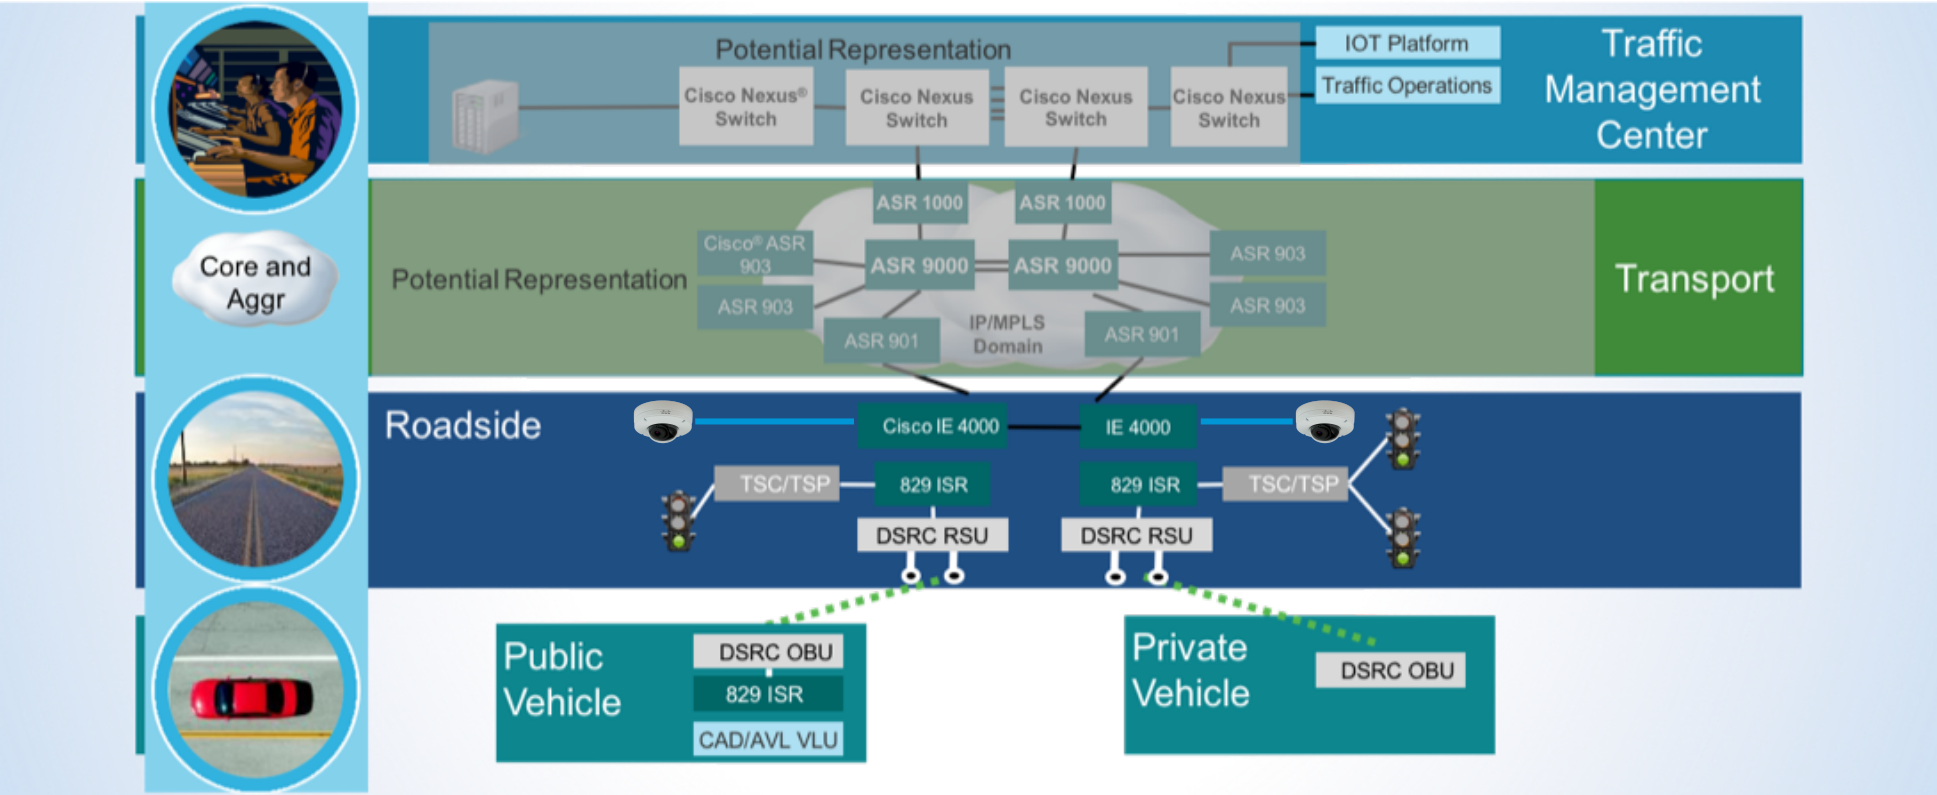 Potential Representation
IOT Platform
Traffic Operations
Traffic
Management
Center
Cisco Nexus®
Switch
Cisco Nexus
Switch
Cisco Nexus
Switch
Cisco Nexus
Switch
Core and
Aggr
Potential Representation
ASR 1000
ASR 1000
Cisco® ASR
903
ASR 9000
ASR 9000
ASR 903
ASR 903
ASR 903
ASR 901
IP/MPLS
Domain
ASR 901
Transport
Roadside
Cisco IE 4000
IE 4000
TSC/TSP
829 ISR
829 ISR
TSC/TSP
DSRC RSU
DSRC RSU
Public
Vehicle
DSRC OBU
829 ISR
CAD/AVL VLU
Private
Vehicle
DSRC OBU